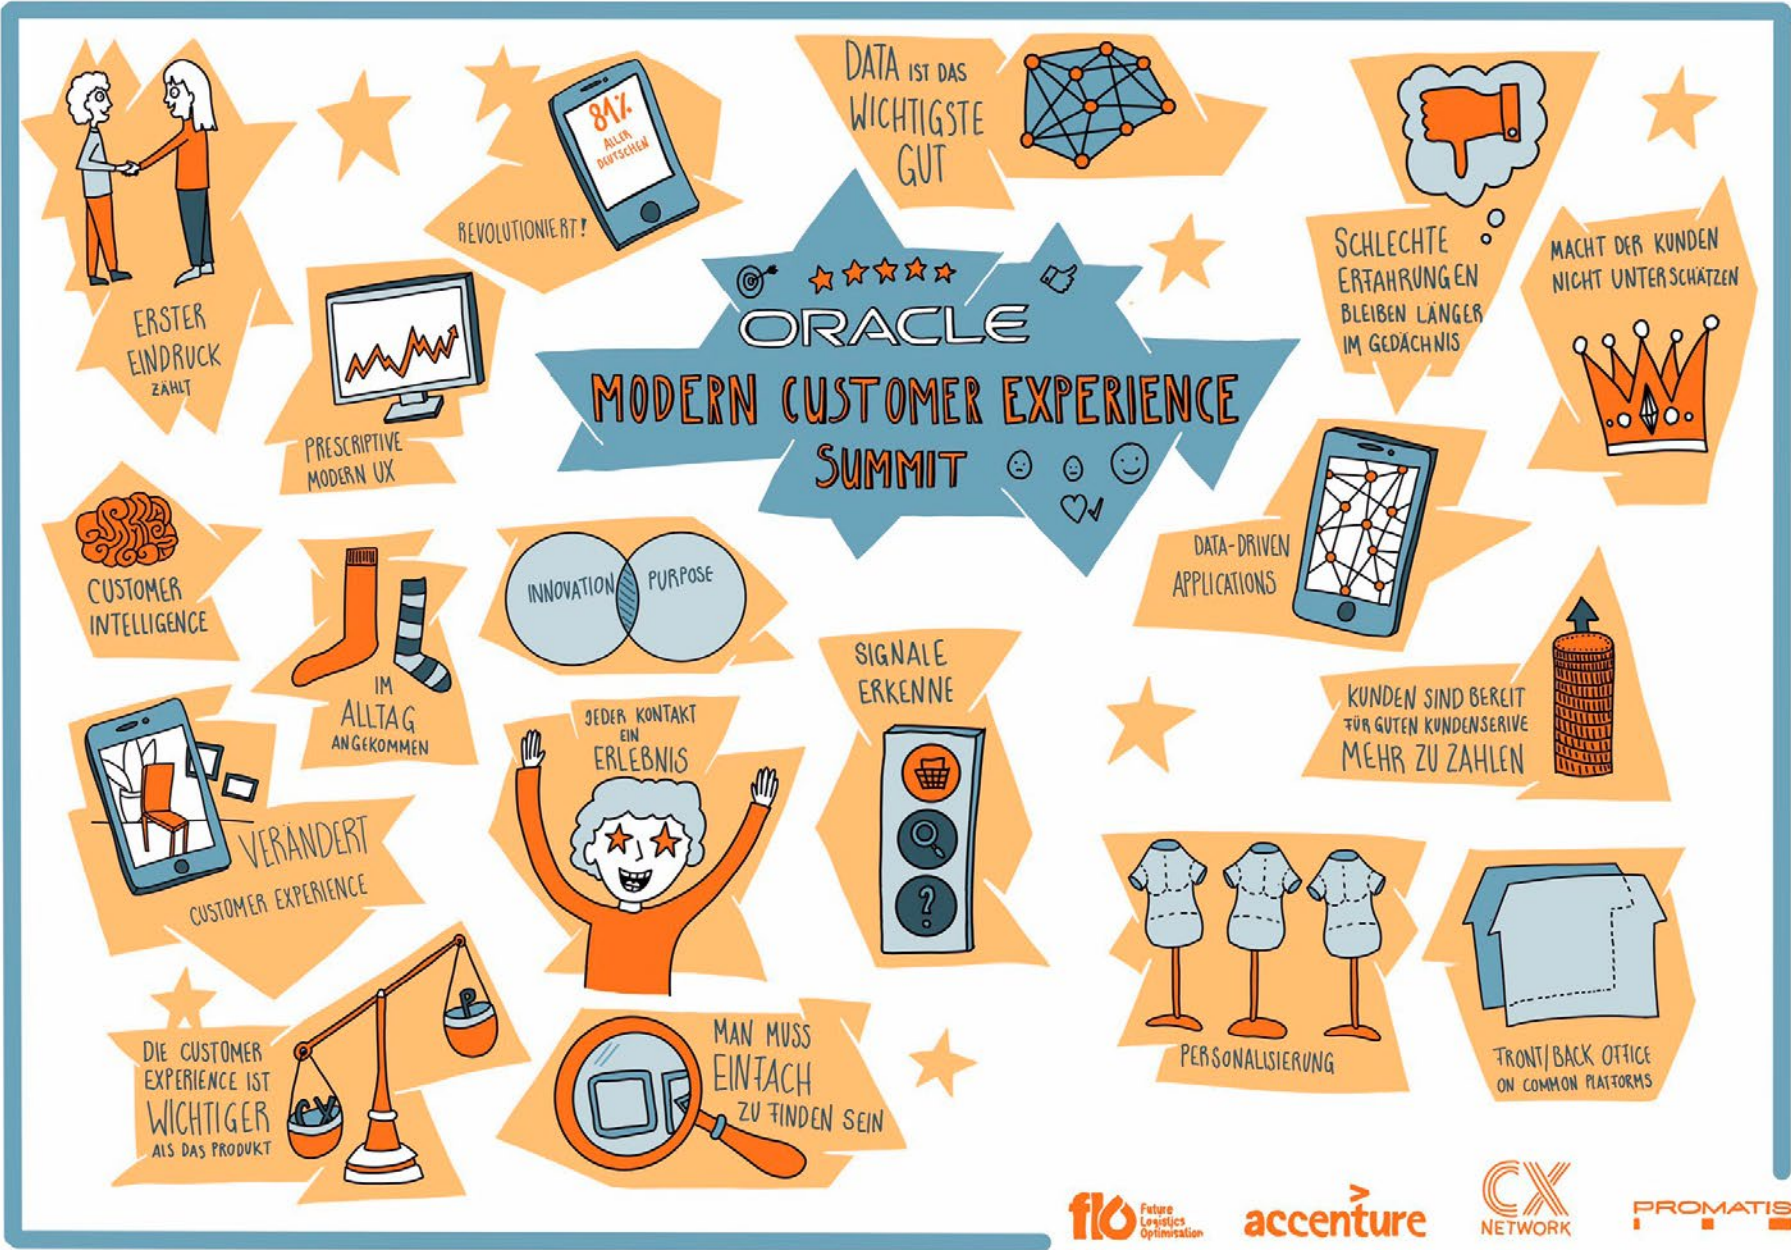 ERSTER
EINDRUCK
ZÄHLT
81%
ALLER
DEUTSCHEN
REVOLUTIONIERT!
PRESCRIPTIVE
MODERN UX
DATA IST DAS
WICHTIGSTE
GUT
ORACLE
MODERN CUSTOMER EXPERIENCE
SUMMIT
SCHLECHTE
ERFAHRUNGEN
BLEIBEN LÄNGER
IM GEDÄCHNIS
MACHT DER KUNDEN
NICHT UNTERSCHÄTZEN
CUSTOMER
INTELLIGENCE
IM
ALLTAG
ANGEKOMMEN
INNOVATION
PURPOSE
DATA-DRIVEN
APPLICATIONS
SIGNALE
ERKENNE
?
KUNDEN SIND BEREIT
FÜR GUTEN KUNDENSERIVE
MEHR ZU ZAHLEN
JEDER KONTAKT
EIN
ERLEBNIS
VERÄNDERT
CUSTOMER EXPERIENCE
DIE CUSTOMER
EXPERIENCE IST
WICHTIGER
ALS DAS PRODUKT
CX
P
MAN MUSS
EINFACH
ZU FINDEN SEIN
PERSONALISIERUNG
FRONT/BACK OFFICE
ON COMMON PLATFORMS
flo
Future
Logistics
Optimisation
accenture
CX
NETWORK
PROMATIS